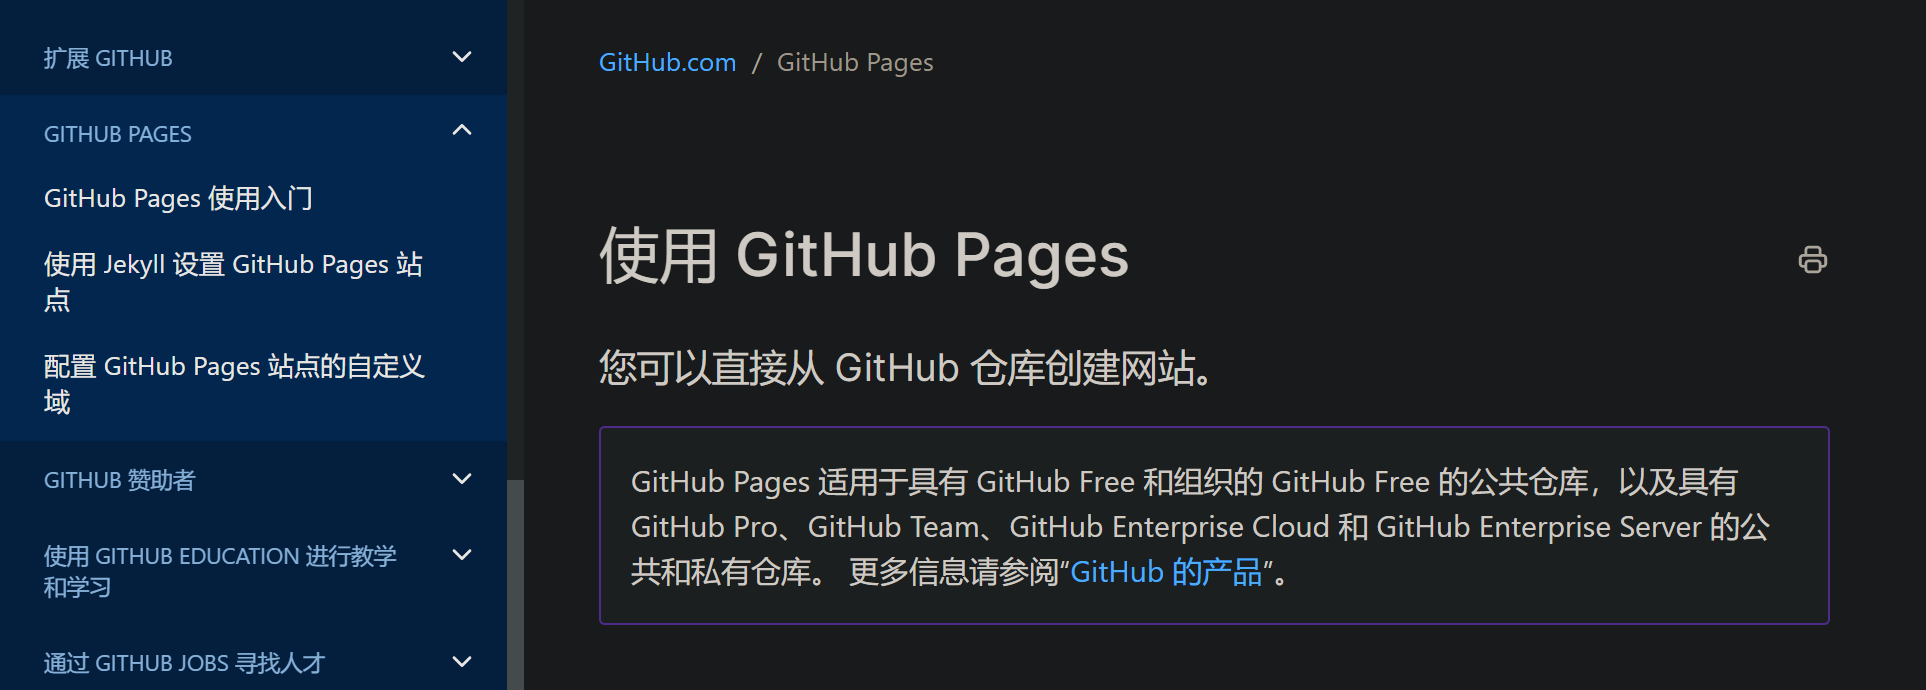 扩展 GITHUB
GITHUB PAGES
GitHub Pages 使用入门
使用 Jekyll 设置 GitHub Pages 站
点
配置 GitHub Pages 站点的自定义
域
GITHUB 赞助者
使用 GITHUB EDUCATION 进行教学
和学习
通过 GITHUB JOBS 寻找人才
GitHub.com / GitHub Pages
使用 GitHub Pages
您可以直接从 GitHub 仓库创建网站。
GitHub Pages 适用于具有 GitHub Free 和组织的 GitHub Free 的公共仓库，以及具有
GitHub Pro、GitHub Team、GitHub Enterprise Cloud 和 GitHub Enterprise Server 的公
共和私有仓库。 更多信息请参阅“GitHub 的产品”。